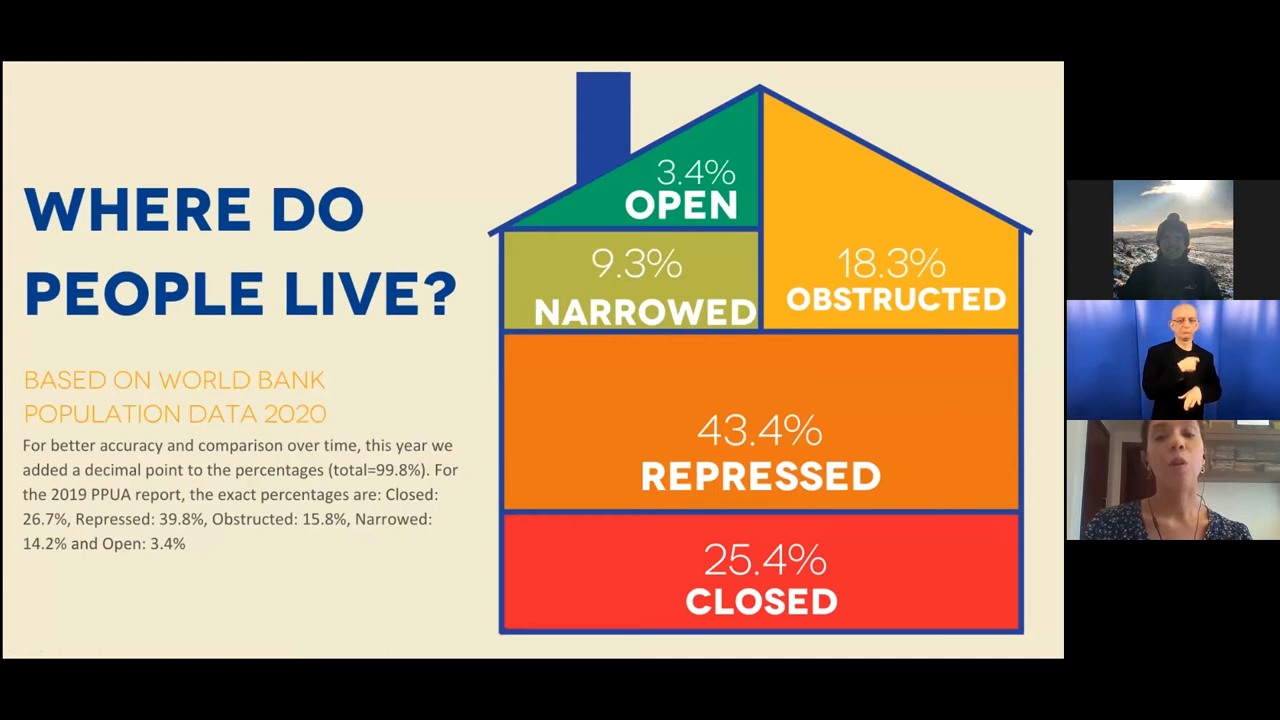 WHERE DO
PEOPLE LIVE?
BASED ON WORLD BANK
POPULATION DATA 2020
For better accuracy and comparison over time, this year we
added a decimal point to the percentages (total=99.8%). For
the 2019 PPUA report, the exact percentages are: Closed:
26.7%, Repressed: 39.8%, Obstructed: 15.8%, Narrowed:
14.2% and Open: 3.4%
3.4%
OPEN
9.3%
NARROWED
18.3%
OBSTRUCTED
43.4%
REPRESSED
25.4%
CLOSED